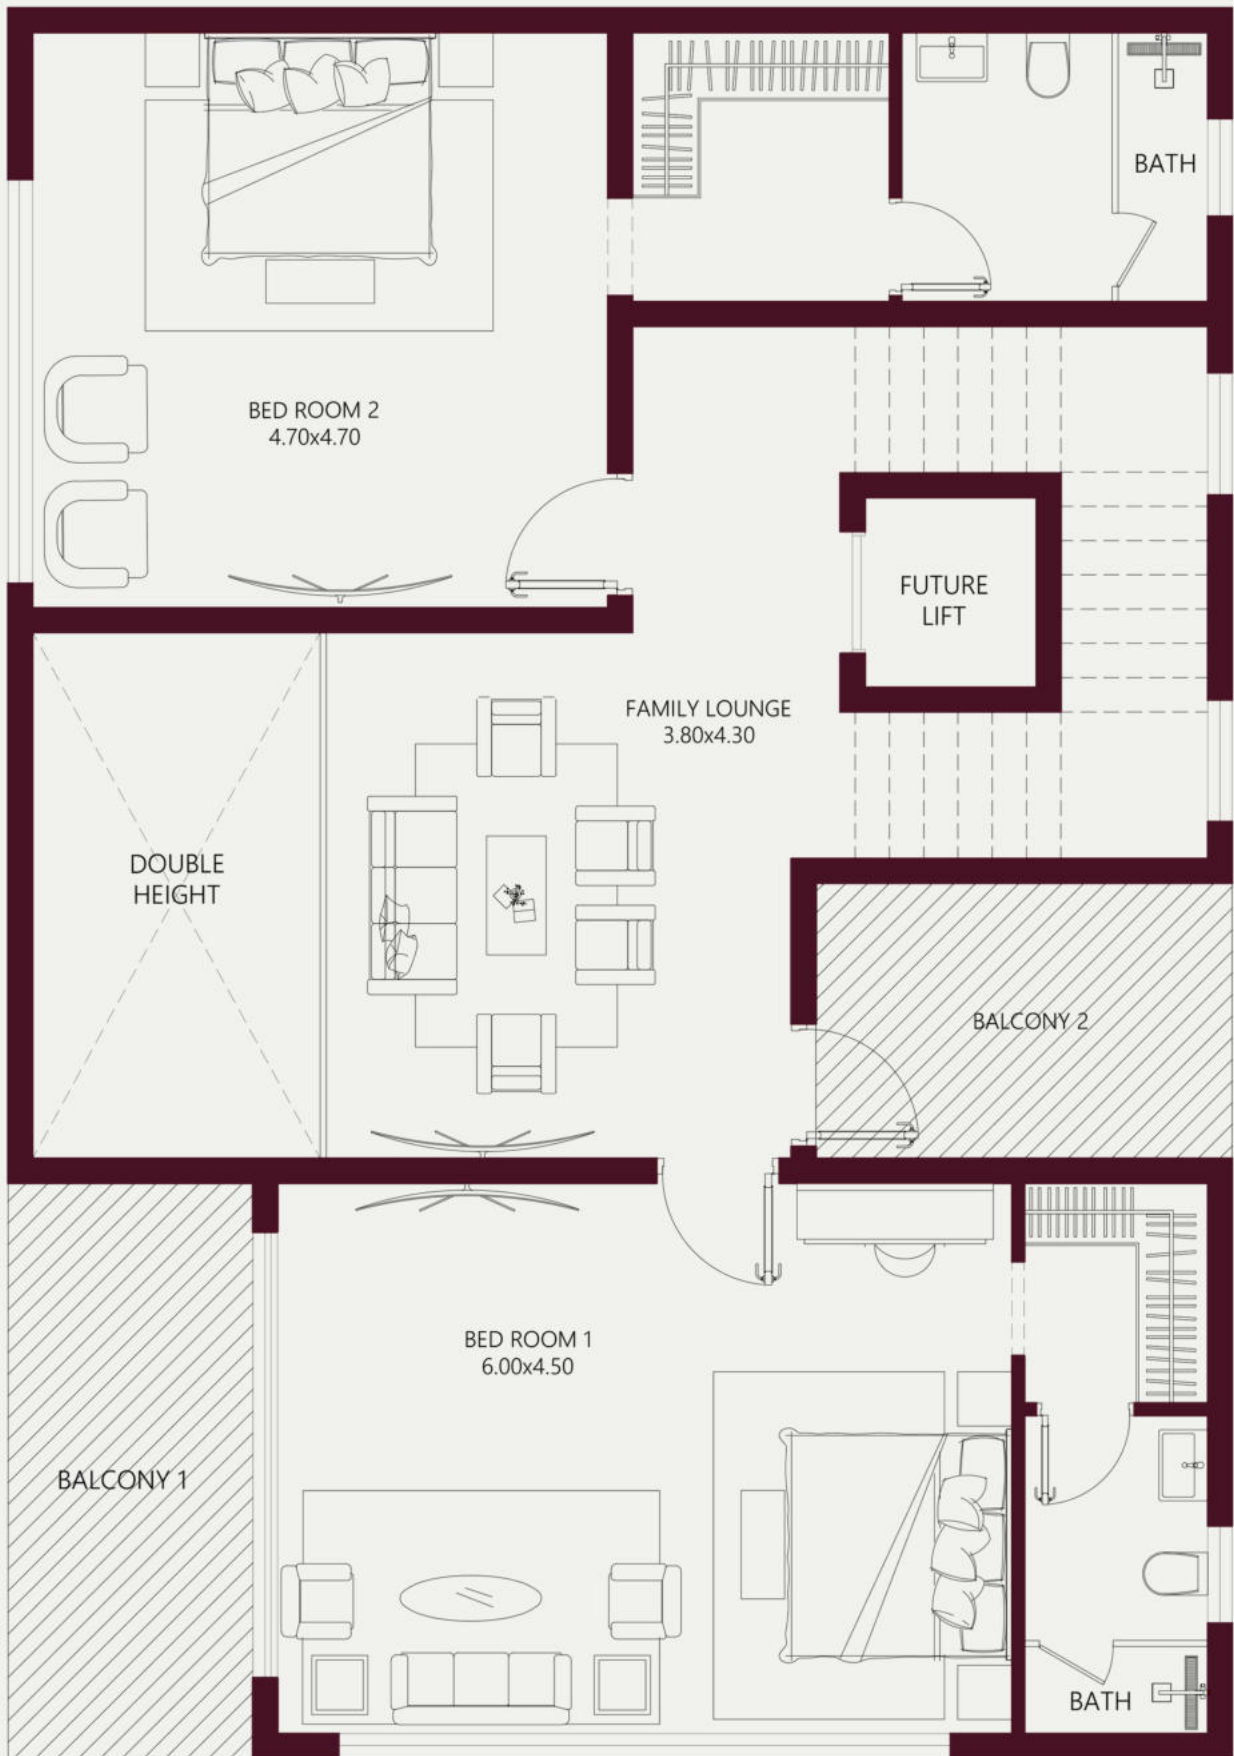 BATH
BED ROOM 2
4.70x4.70
FUTURE
LIFT
FAMILY LOUNGE
3.80x4.30
DOUBLE
HEIGHT
BALCONY 2
BED ROOM 1
6.00x4.50
BALCONY 1
BATH